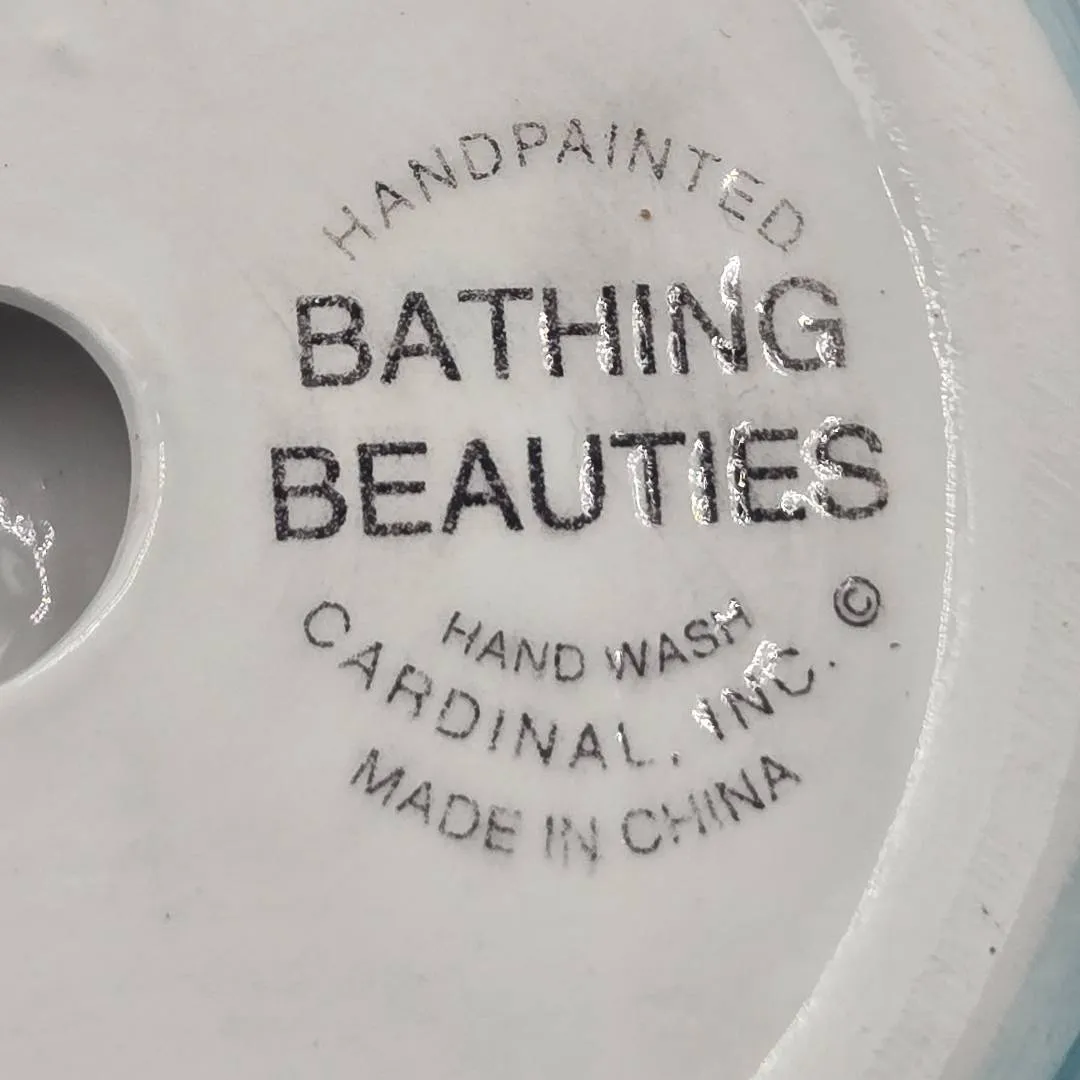 HANDPAINTED
BATHING
BEAUTIES
©
HAND WASH
CARDINAL, INC.
MADE IN CHINA